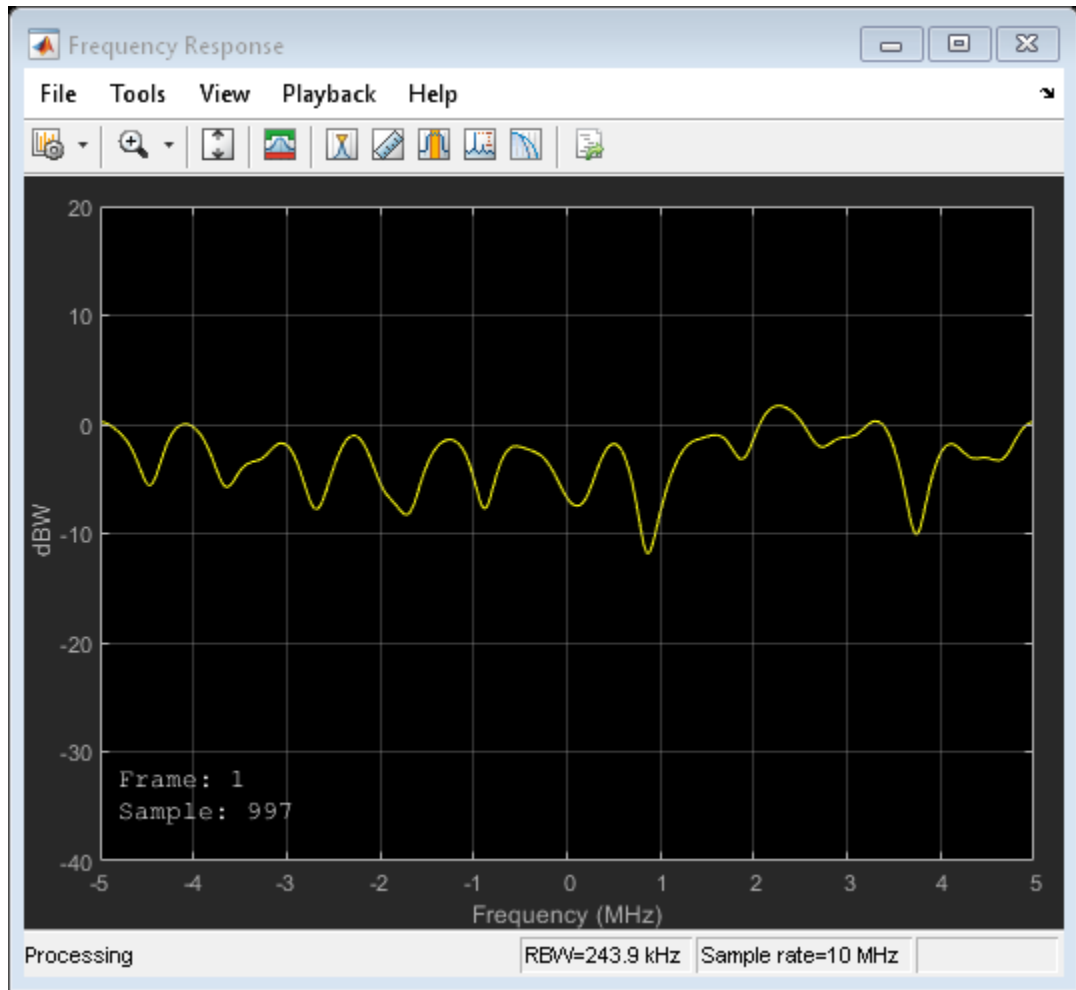 Frequency Response
File Tools View Playback Help
20
10
0
-10
-20
-30
-40
dBW
Frame: 1
Sample: 997
-5 -4 -3 -2 -1 0 1 2 3 4 5
Frequency (MHz)
Processing RBW=243.9 kHz Sample rate=10 MHz